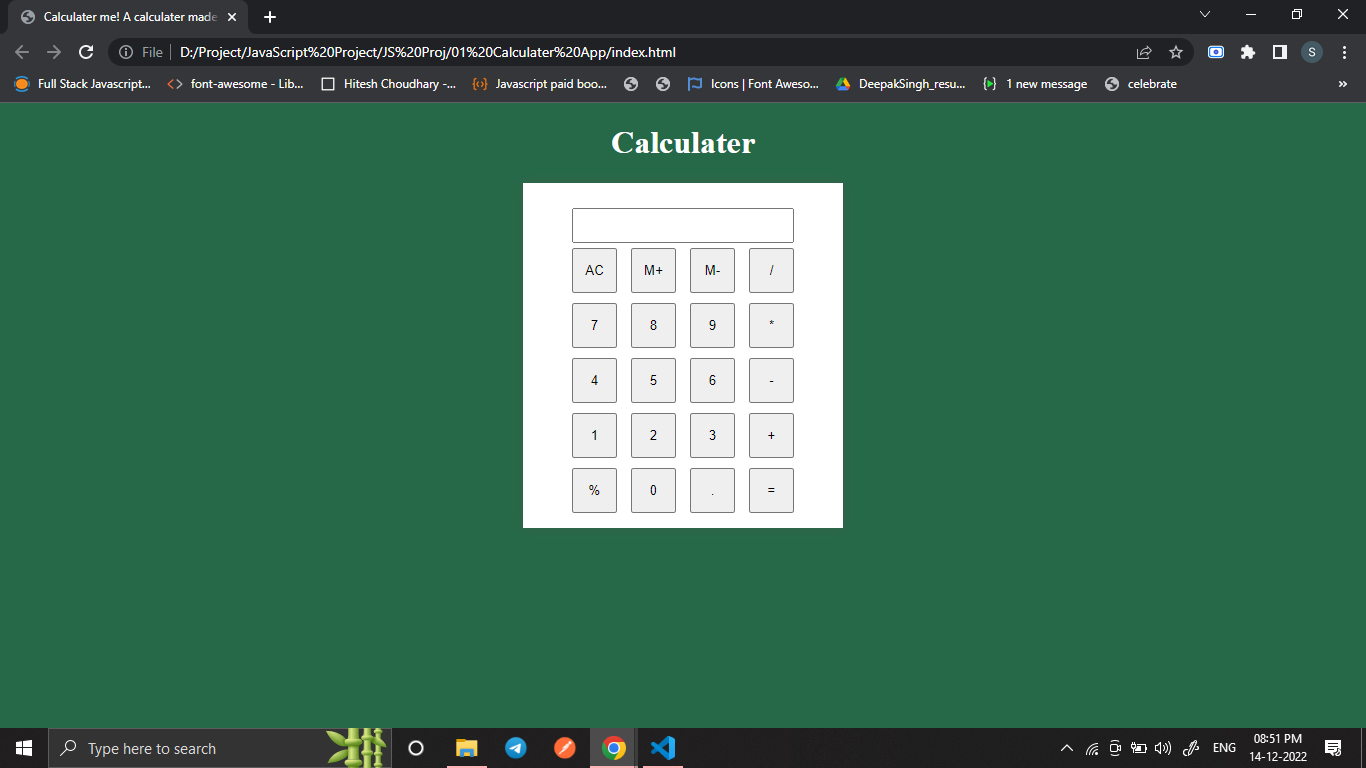 Calculater me! A calculater made
File D:/Project/JavaScript%20Project/JS%20Proj/01%20Calculater%20App/index.html S
Full Stack Javascript... font-awesome - Lib... Hitesh Choudhary -... Javascript paid boo... Icons | Font Aweso... DeepakSingh_resu... 1 new message celebrate »
Calculater
AC M+ M- /
7 8 9 *
4 5 6 -
1 2 3 +
% 0 . =
Type here to search
ENG
08:51 PM
14-12-2022